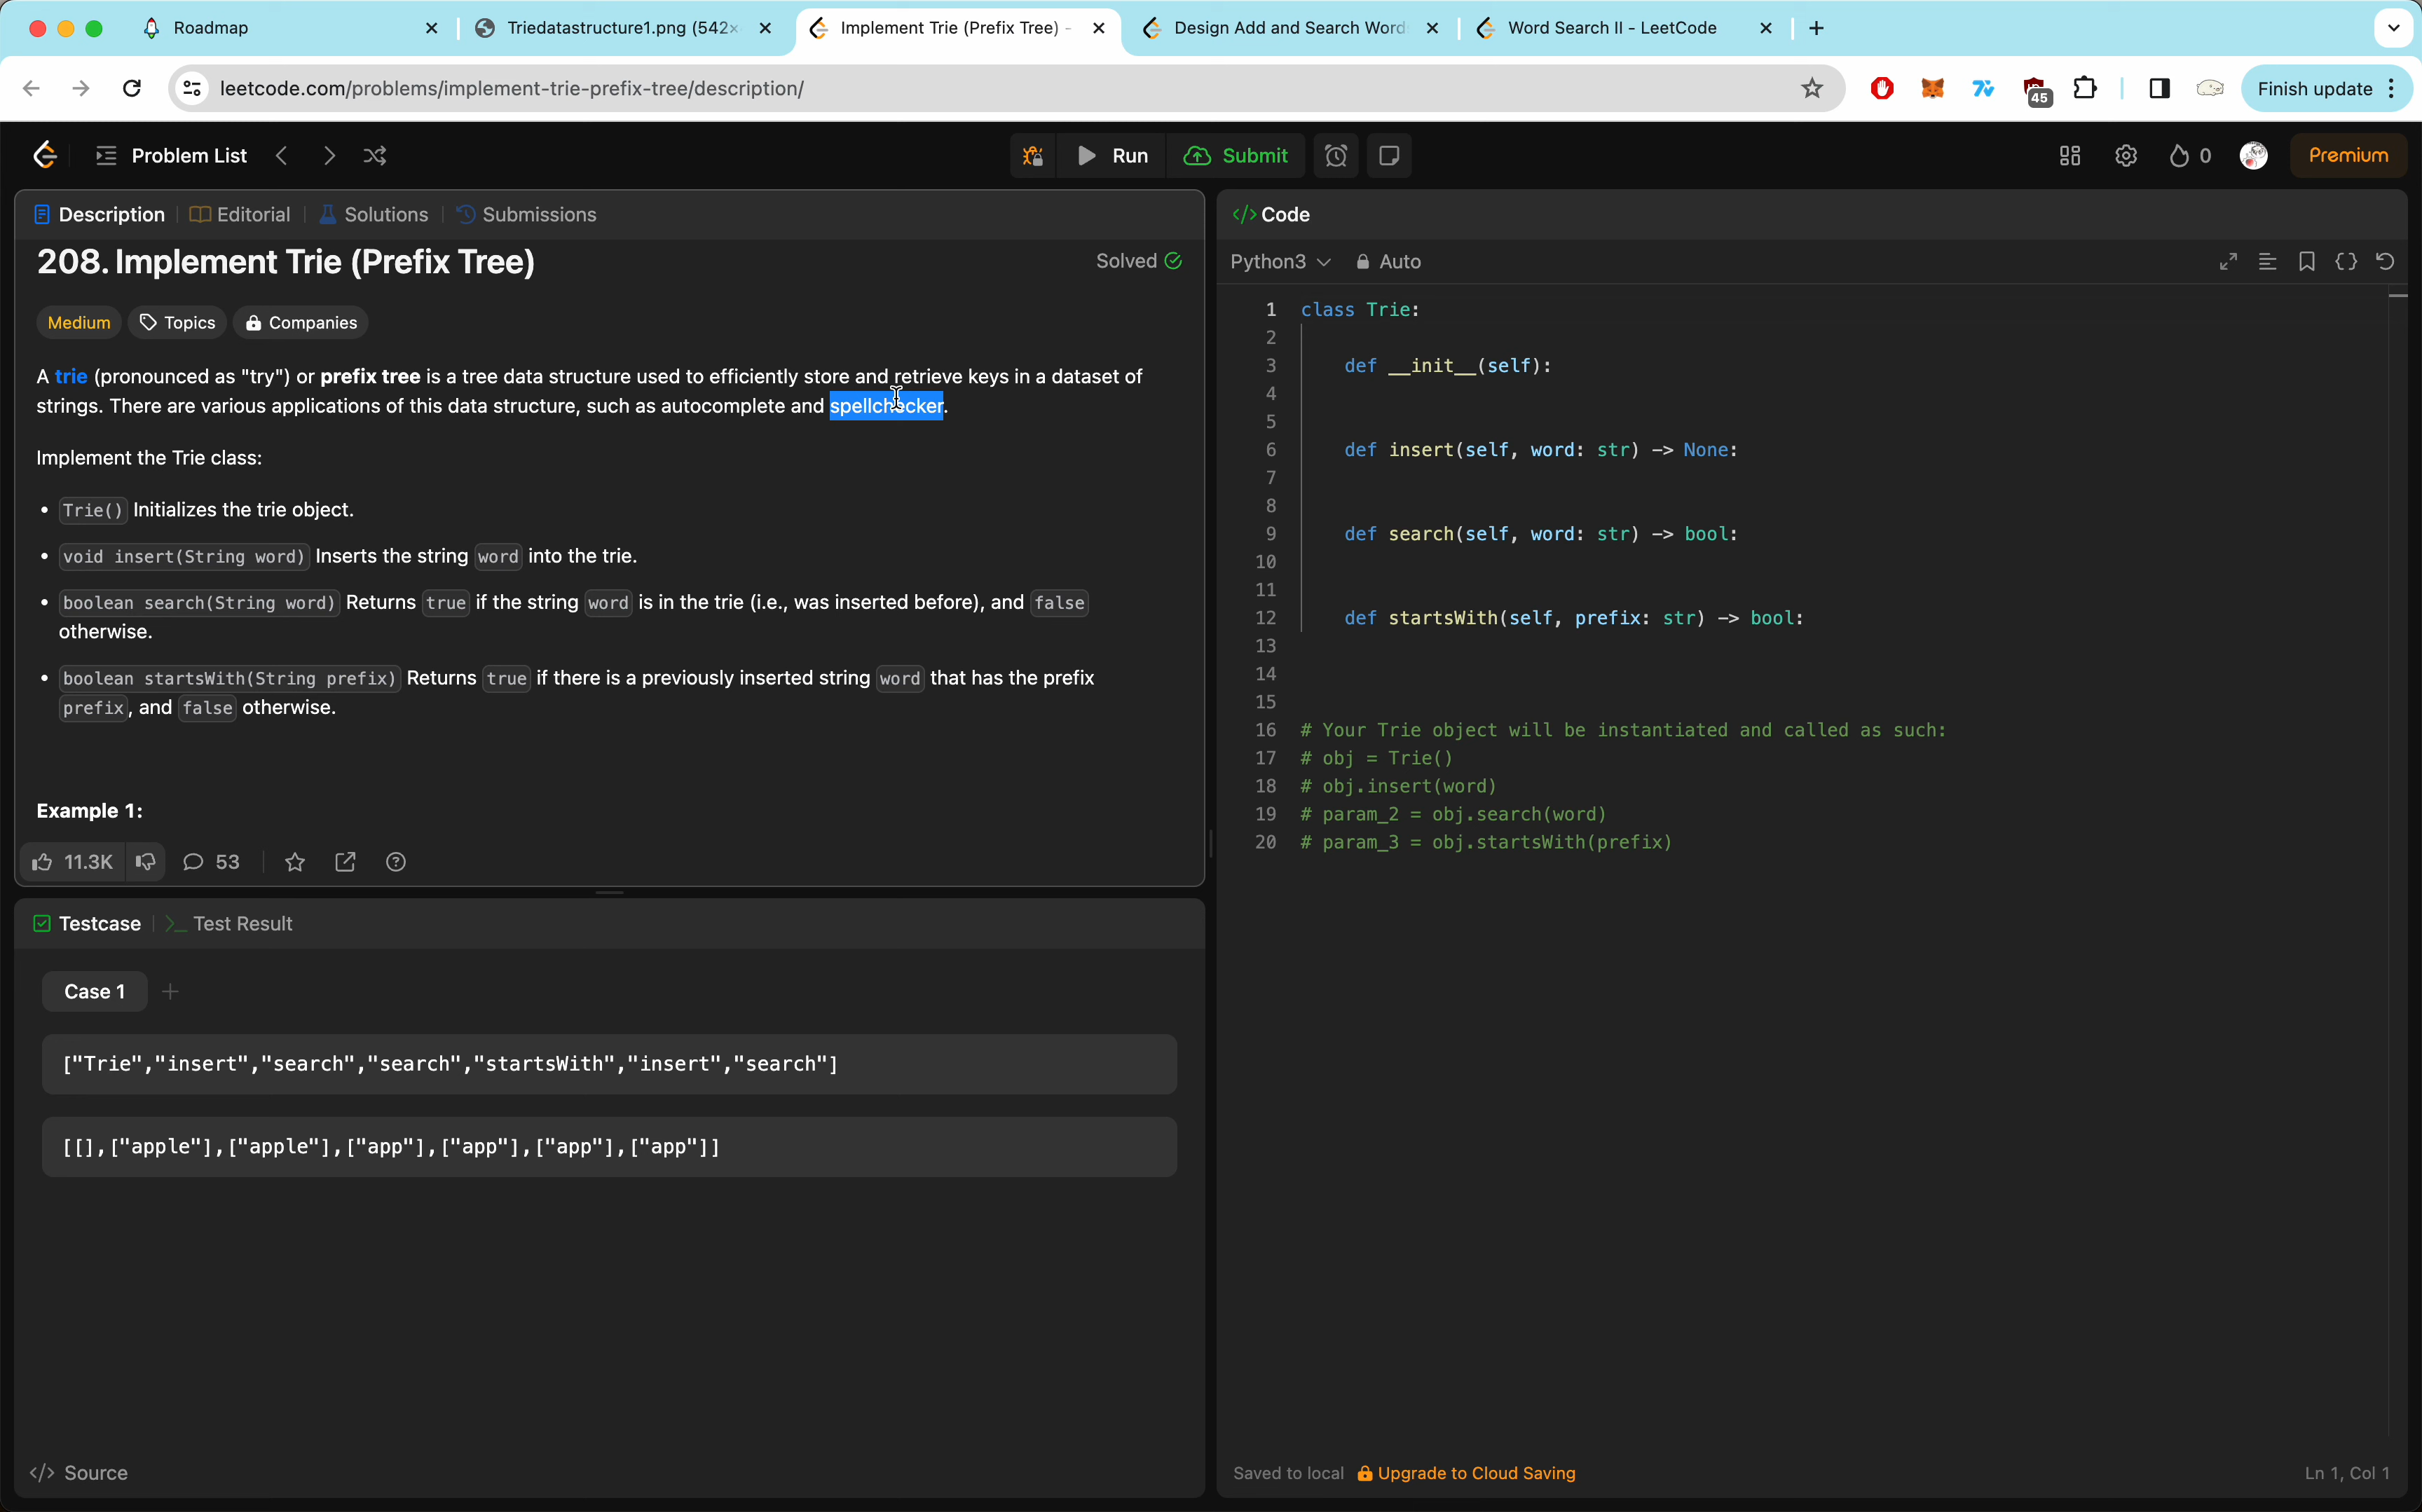 Roadmap
Triedatastructure1.png (542×
Implement Trie (Prefix Tree) -
Design Add and Search Word
Word Search II - LeetCode
leetcode.com/problems/implement-trie-prefix-tree/description/
45
Finish update
Problem List
Run
Submit
0
Premium
Description
Editorial
Solutions
Submissions
208. Implement Trie (Prefix Tree)
Solved
Medium
Topics
Companies
A trie (pronounced as "try") or prefix tree is a tree data structure used to efficiently store and retrieve keys in a dataset of
strings. There are various applications of this data structure, such as autocomplete and spellchecker.
Implement the Trie class:
• Trie() Initializes the trie object.
• void insert(String word) Inserts the string word into the trie.
• boolean search(String word) Returns true if the string word is in the trie (i.e., was inserted before), and false
otherwise.
• boolean startsWith(String prefix) Returns true if there is a previously inserted string word that has the prefix
prefix, and false otherwise.
Example 1:
11.3K
53
Testcase
Test Result
Case 1
["Trie","insert","search","search","startsWith","insert","search"]
[[],["apple"],["apple"],["app"],["app"],["app"],["app"]]
</> Source
</> Code
Python3
Auto
1 class Trie:
2
3     def __init__(self):
4
5
6     def insert(self, word: str) -> None:
7
8
9     def search(self, word: str) -> bool:
10
11
12     def startsWith(self, prefix: str) -> bool:
13
14
15
16 # Your Trie object will be instantiated and called as such:
17 # obj = Trie()
18 # obj.insert(word)
19 # param_2 = obj.search(word)
20 # param_3 = obj.startsWith(prefix)
Saved to local
Upgrade to Cloud Saving
Ln 1, Col 1